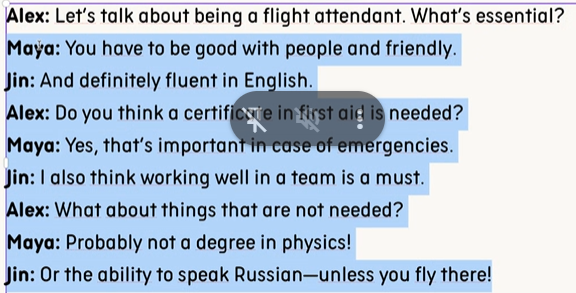 Alex: Let's talk about being a flight attendant. What's essential?
Maya: You have to be good with people and friendly.
Jin: And definitely fluent in English.
Alex: Do you think a certificate in first aid is needed?
Maya: Yes, that's important in case of emergencies.
Jin: I also think working well in a team is a must.
Alex: What about things that are not needed?
Maya: Probably not a degree in physics!
Jin: Or the ability to speak Russian—unless you fly there!